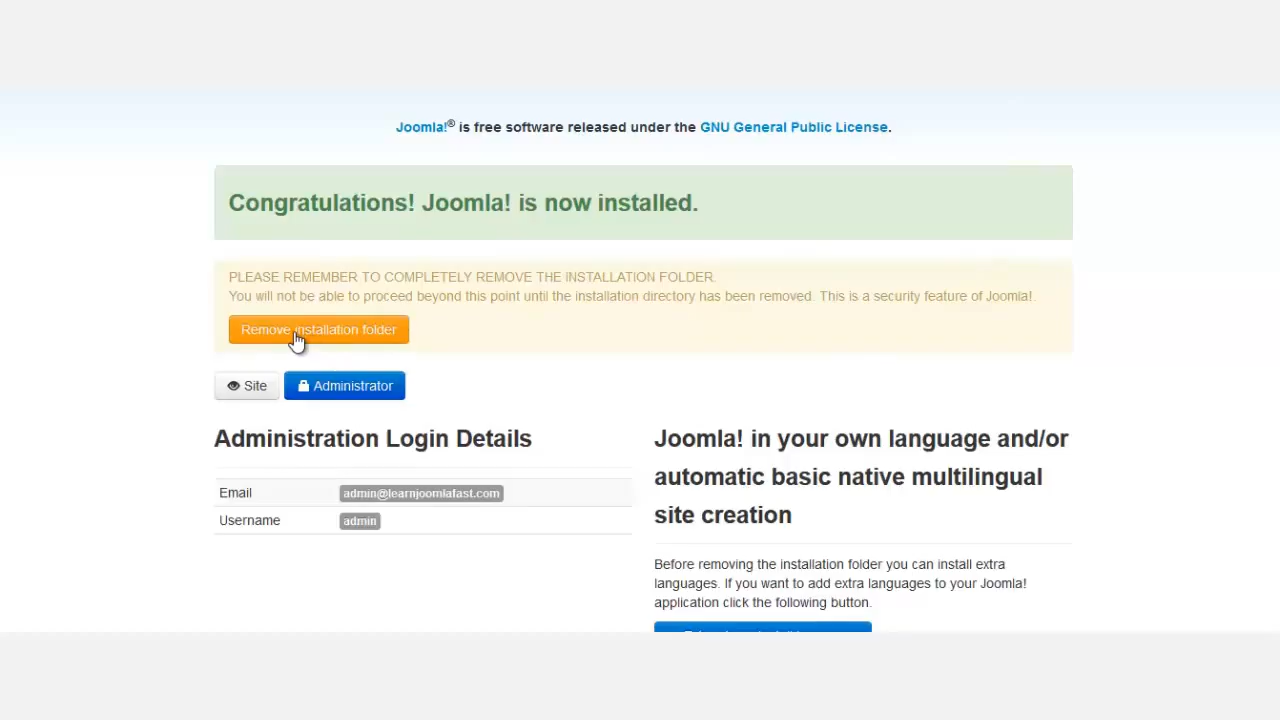 Joomla!® is free software released under the GNU General Public License.
Congratulations! Joomla! is now installed.
PLEASE REMEMBER TO COMPLETELY REMOVE THE INSTALLATION FOLDER.
You will not be able to proceed beyond this point until the installation directory has been removed. This is a security feature of Joomla!.
Remove installation folder
Site
Administrator
Administration Login Details
Email admin@learnjoomlafast.com
Username admin
Joomla! in your own language and/or
automatic basic native multilingual
site creation
Before removing the installation folder you can install extra
languages. If you want to add extra languages to your Joomla!
application click the following button.